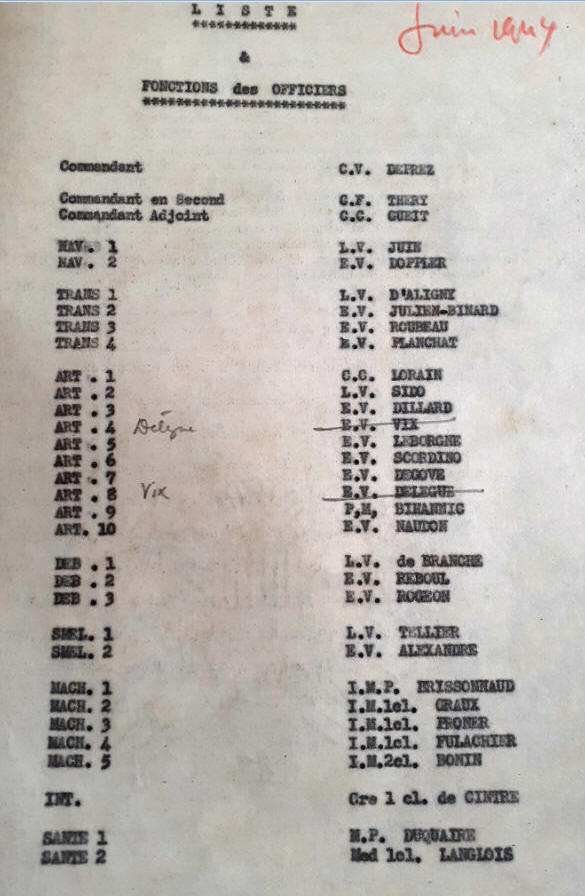 L I S T E
Juin
&
FONCTIONS des OFFICIERS
Commandant C.V. DEPREZ
Commandant en Second C.F. THERY
Commandant Adjoint C.C. GUEIT
NAV. 1 L.V. JUIN
NAV. 2 E.V. DOPPLER
TRANS 1 L.V. D'ALIGNY
TRANS 2 E.V. JULIEN-BINARD
TRANS 3 E.V. ROUBEAU
TRANS 4 E.V. PLANCHAT
ART . 1 C.C. LORAIN
ART . 2 L.V. SIDO
ART . 3 E.V. DILLARD
ART . 4 Délègue E.V. VIX
ART . 5 E.V. LEBORGNE
ART . 6 E.V. SCORDINO
ART . 7 E.V. DEGOVE
ART . 8 Vix E.V. DELEGUE
ART . 9 P,M, BIHANNIC
ART. 10 E.V. NAUDON
DEB . 1 L.V. de BRANCHE
DEB . 2 E.V. REBOUL
DEB . 3 E.V. ROGEON
SMEL. 1 L.V. TELLIER
SMEL. 2 E.V. ALEXANDRE
MACH. 1 I.M.P. BRISSONNAUD
MACH. 2 I.M.1cl. GRAUX
MACH. 3 I.M.1cl. PRONER
MACH. 4 I.M.1cl. FULACHIER
MACH. 5 I.M.2cl. BONIN
INT. Cre 1 cl. de CINTRE
SANTE 1 M.P. DUQUAIRE
SANTE 2 Med 1cl. LANGLOIS